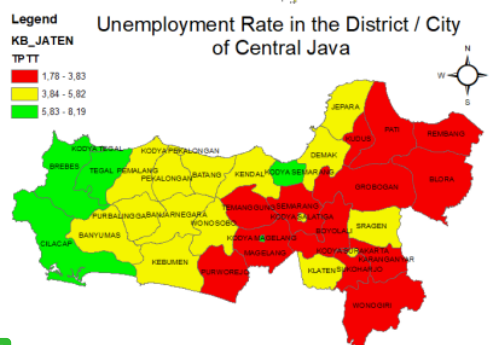 Legend
KB_JATEN
TPTT
1,78 - 3,83
3,84 - 5,82
5,83 - 8,19
Unemployment Rate in the District / City
of Central Java
N
W
E
S
JEPARA
KUDUS
PATI
REMBANG
DEMAK
BLORA
GROBOGAN
KODYA TEGAL
KODYA PEKALONGAN
BREBES
TEGAL
PEMALANG
PEKALONGAN
BATANG
KENDAL
KODYA SEMARANG
PURBALINGGA
BANJARNEGARA
WONOSOBO
TEMANGGUNG
SEMARANG
KODYA SALATIGA
BOYOLALI
SRAGEN
CILACAP
BANYUMAS
KODYA MAGELANG
MAGELANG
KODYA SURAKARTA
KARANGANYAR
KEBUMEN
PURWOREJO
KLATEN
SUKOHARJO
WONOGIRI